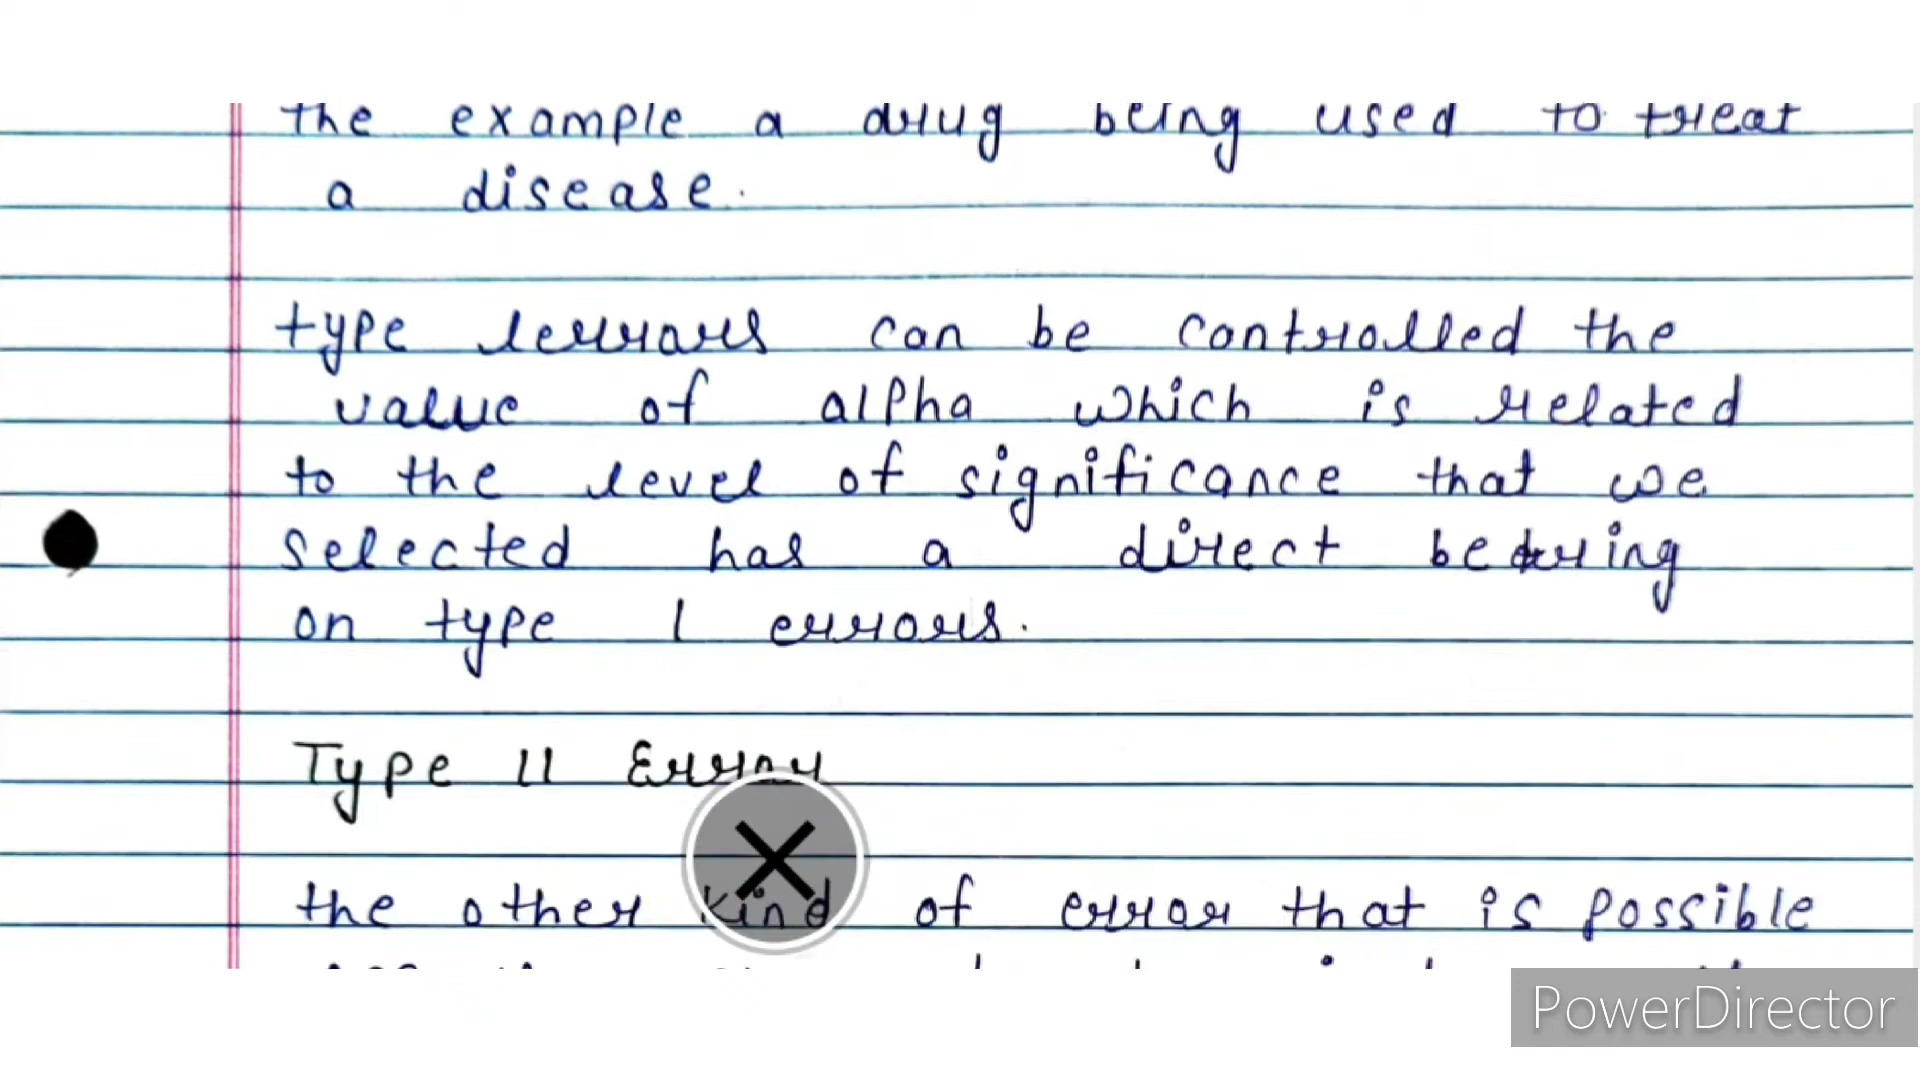 the example a drug being used to treat
a disease.
type 1errors can be controlled the
value of alpha which is related
to the level of significance that we
selected has a direct bearing
on type 1 errors.
Type 11 Error
the other kind of error that is possible
PowerDirector